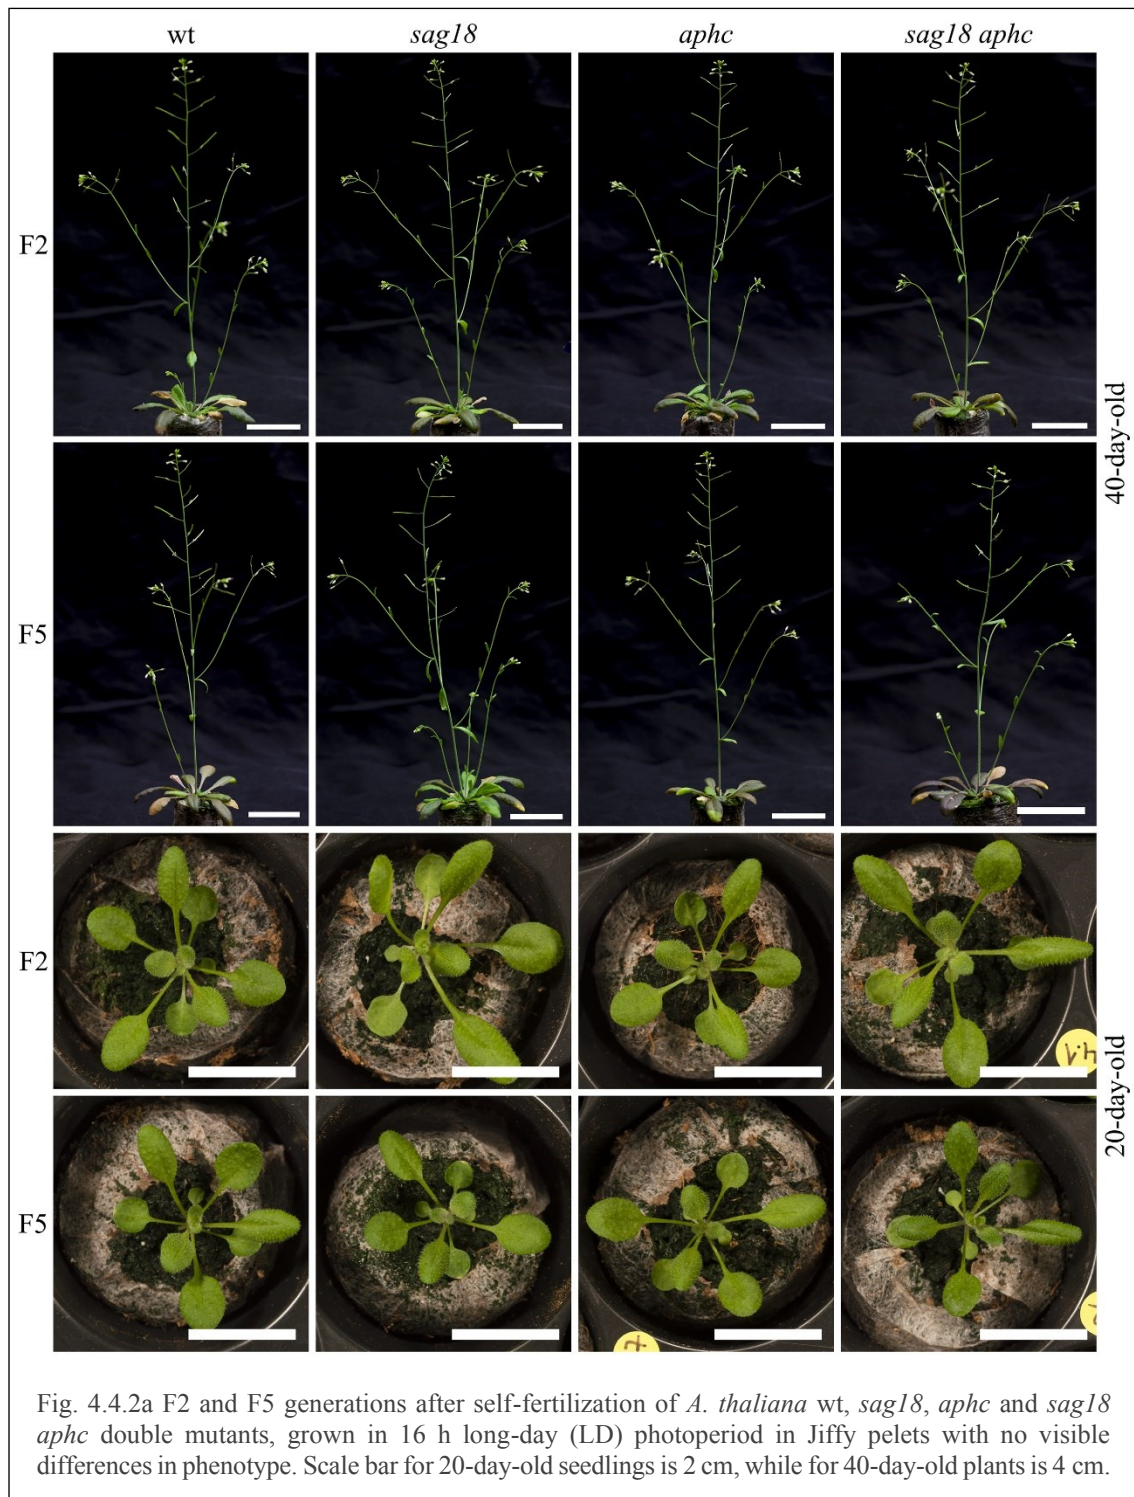 wt sag18 aphc sag18 aphc
F2
40-day-old
F5
F2
4.1
20-day-old
F5
Fig. 4.4.2a F2 and F5 generations after self-fertilization of A. thaliana wt, sag18, aphc and sag18
aphc double mutants, grown in 16 h long-day (LD) photoperiod in Jiffy pelets with no visible
differences in phenotype. Scale bar for 20-day-old seedlings is 2 cm, while for 40-day-old plants is 4 cm.